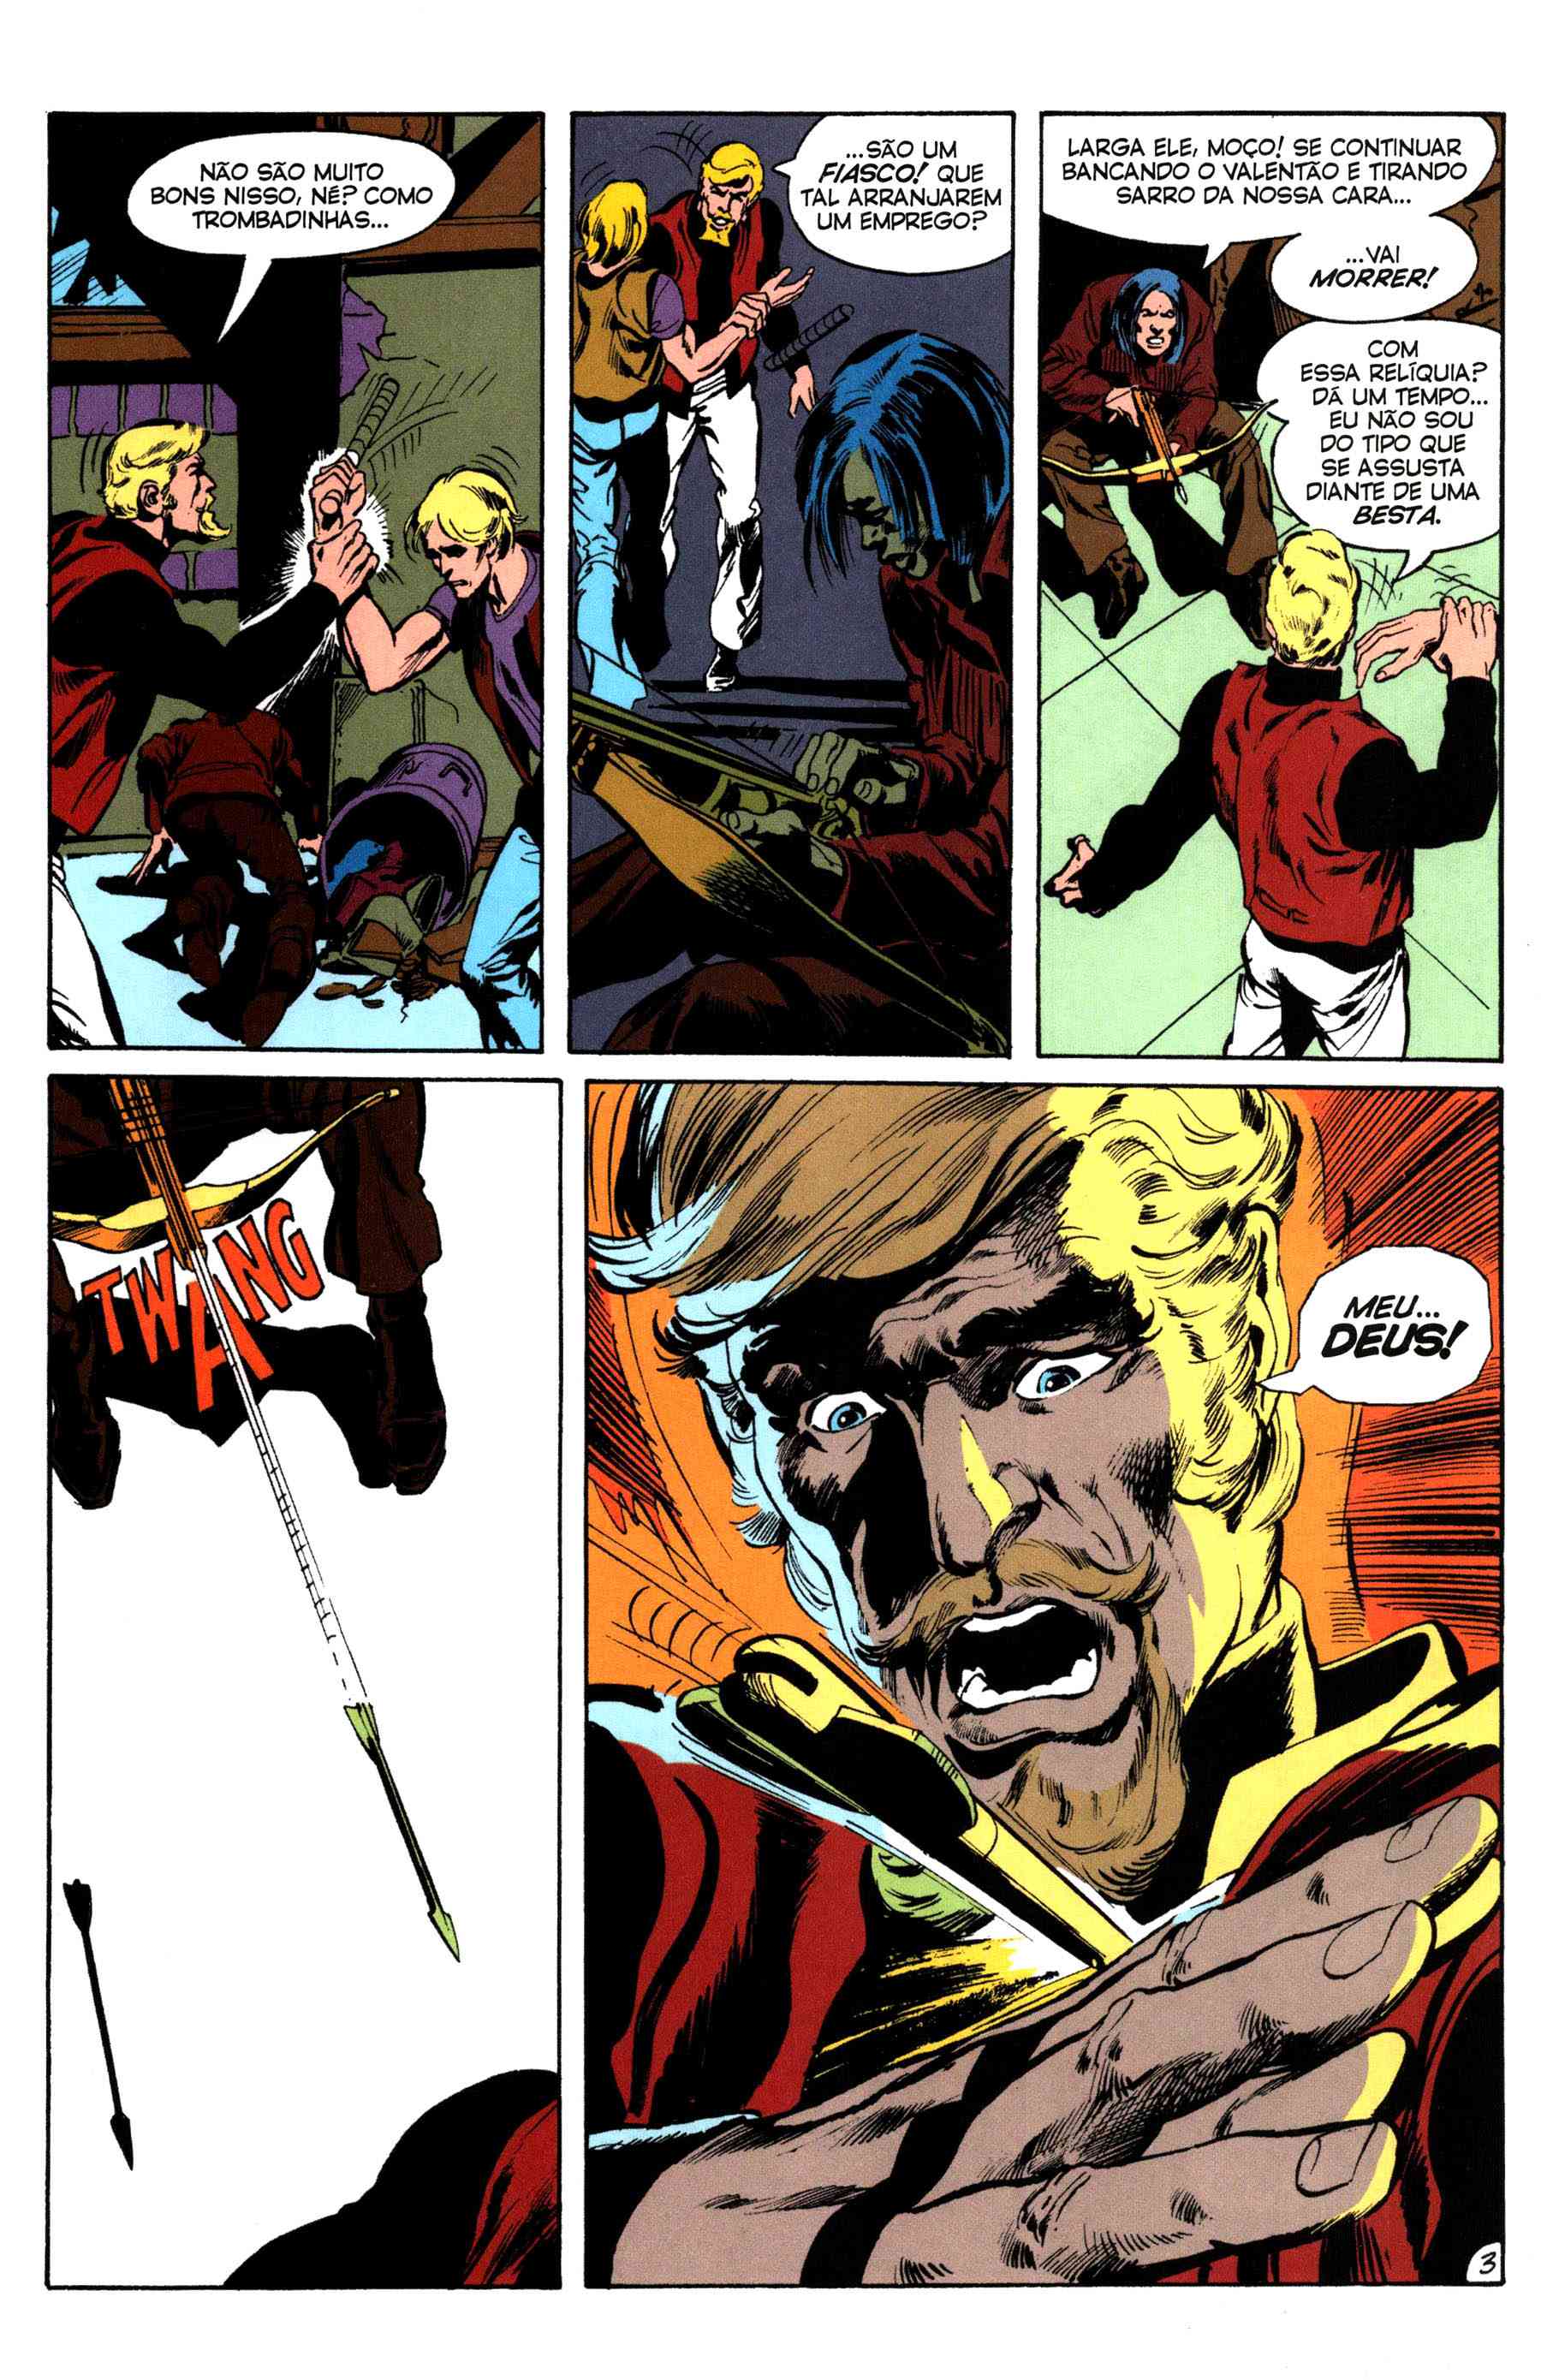 NÃO SÃO MUITO
BONS NISSO, NÉ? COMO
TROMBADINHAS...
...SÃO UM
FIASCO! QUE
TAL ARRANJAREM
UM EMPREGO?
LARGA ELE, MOÇO! SE CONTINUAR
BANCANDO O VALENTÃO E TIRANDO
SARRO DA NOSSA CARA...
...VAI
MORRER!
COM
ESSA RELÍQUIA?
DÁ UM TEMPO...
EU NÃO SOU
DO TIPO QUE
SE ASSUSTA
DIANTE DE UMA
BESTA.
TWANG
MEU...
DEUS!
3